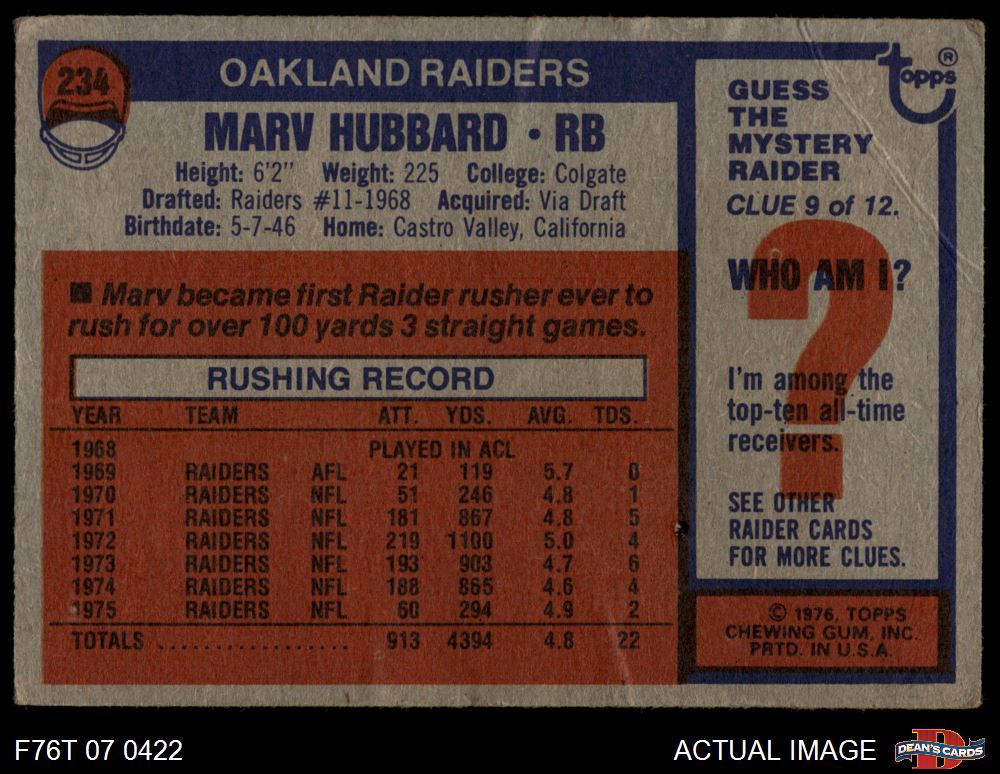 234
OAKLAND RAIDERS
MARV HUBBARD • RB
Height: 6'2" Weight: 225 College: Colgate
Drafted: Raiders #11-1968 Acquired: Via Draft
Birthdate: 5-7-46 Home: Castro Valley, California
■ Marv became first Raider rusher ever to
rush for over 100 yards 3 straight games.
RUSHING RECORD
YEAR TEAM ATT. YDS. AVG. TDS.
1968 PLAYED IN ACL
1969 RAIDERS AFL 21 119 5.7 0
1970 RAIDERS NFL 51 246 4.8 1
1971 RAIDERS NFL 181 867 4.8 5
1972 RAIDERS NFL 219 1100 5.0 4
1973 RAIDERS NFL 193 903 4.7 6
1974 RAIDERS NFL 188 865 4.6 4
1975 RAIDERS NFL 60 294 4.9 2
TOTALS ................. 913 4394 4.8 22
Topps®
GUESS
THE
MYSTERY
RAIDER
CLUE 9 of 12.
?
WHO AM I?
I'm among the
top-ten all-time
receivers.
SEE OTHER
RAIDER CARDS
FOR MORE CLUES.
© 1976, TOPPS
CHEWING GUM, INC.
PRTD. IN U.S.A.
F76T 07 0422
ACTUAL IMAGE
D
DEAN'S CARDS